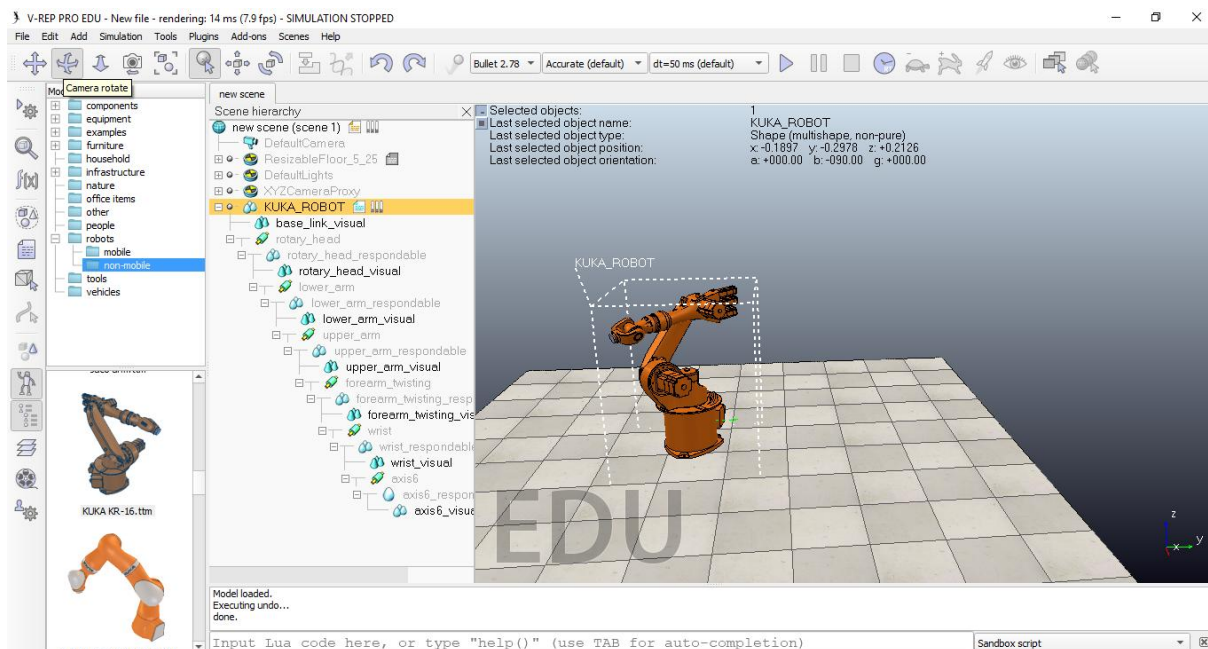 V-REP PRO EDU - New file - rendering: 14 ms (7.9 fps) - SIMULATION STOPPED
File Edit Add Simulation Tools Plugins Add-ons Scenes Help
Bullet 2.78 Accurate (default) dt=50 ms (default)
Camera rotate
components
equipment
examples
furniture
household
infrastructure
nature
office items
other
people
robots
mobile
non-mobile
tools
vehicles
KUKA KR-16.ttm
new scene
Scene hierarchy
new scene (scene 1)
DefaultCamera
ResizableFloor_5_25
DefaultLights
XYZCameraProxy
KUKA_ROBOT
base_link_visual
rotary_head
rotary_head_respondable
rotary_head_visual
lower_arm
lower_arm_respondable
lower_arm_visual
upper_arm
upper_arm_respondable
upper_arm_visual
forearm_twisting
forearm_twisting_resp
forearm_twisting_vis
wrist
wrist_respondabl
wrist_visual
axis6
axis6_respon
axis6_visua
Selected objects: 1
Last selected object name: KUKA_ROBOT
Last selected object type: Shape (multishape, non-pure)
Last selected object position: x: -0.1897 y: -0.2978 z: +0.2126
Last selected object orientation: a: +000.00 b: -090.00 g: +000.00
KUKA_ROBOT
EDU
z
x
y
Model loaded.
Executing undo...
done.
Input Lua code here, or type "help()" (use TAB for auto-completion)
Sandbox script